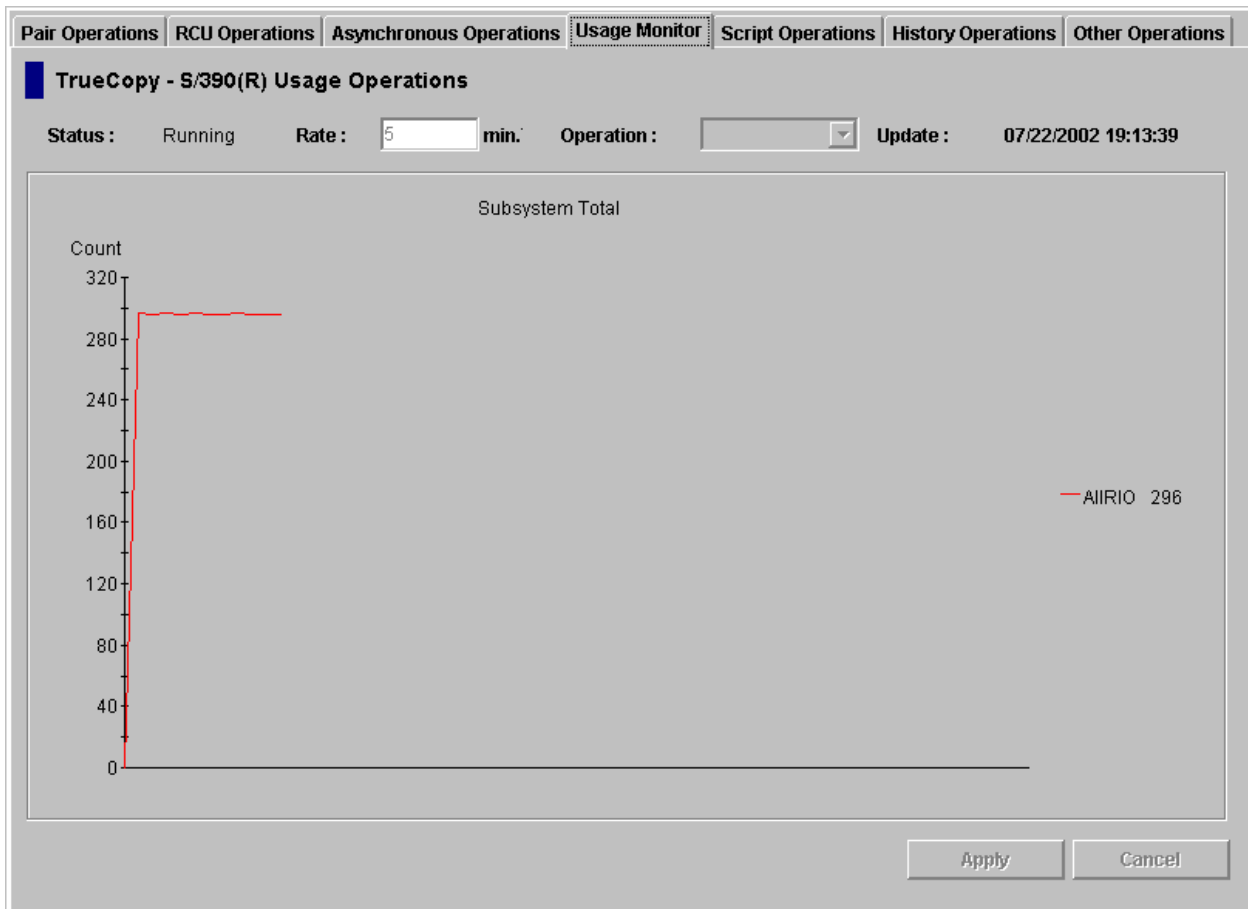 Pair Operations RCU Operations Asynchronous Operations Usage Monitor Script Operations History Operations Other Operations
TrueCopy - S/390(R) Usage Operations
Status : Running Rate : 5 min. Operation : Update : 07/22/2002 19:13:39
Subsystem Total
Count
320
280
240
200
160
120
80
40
0
AllRIO 296
Apply Cancel